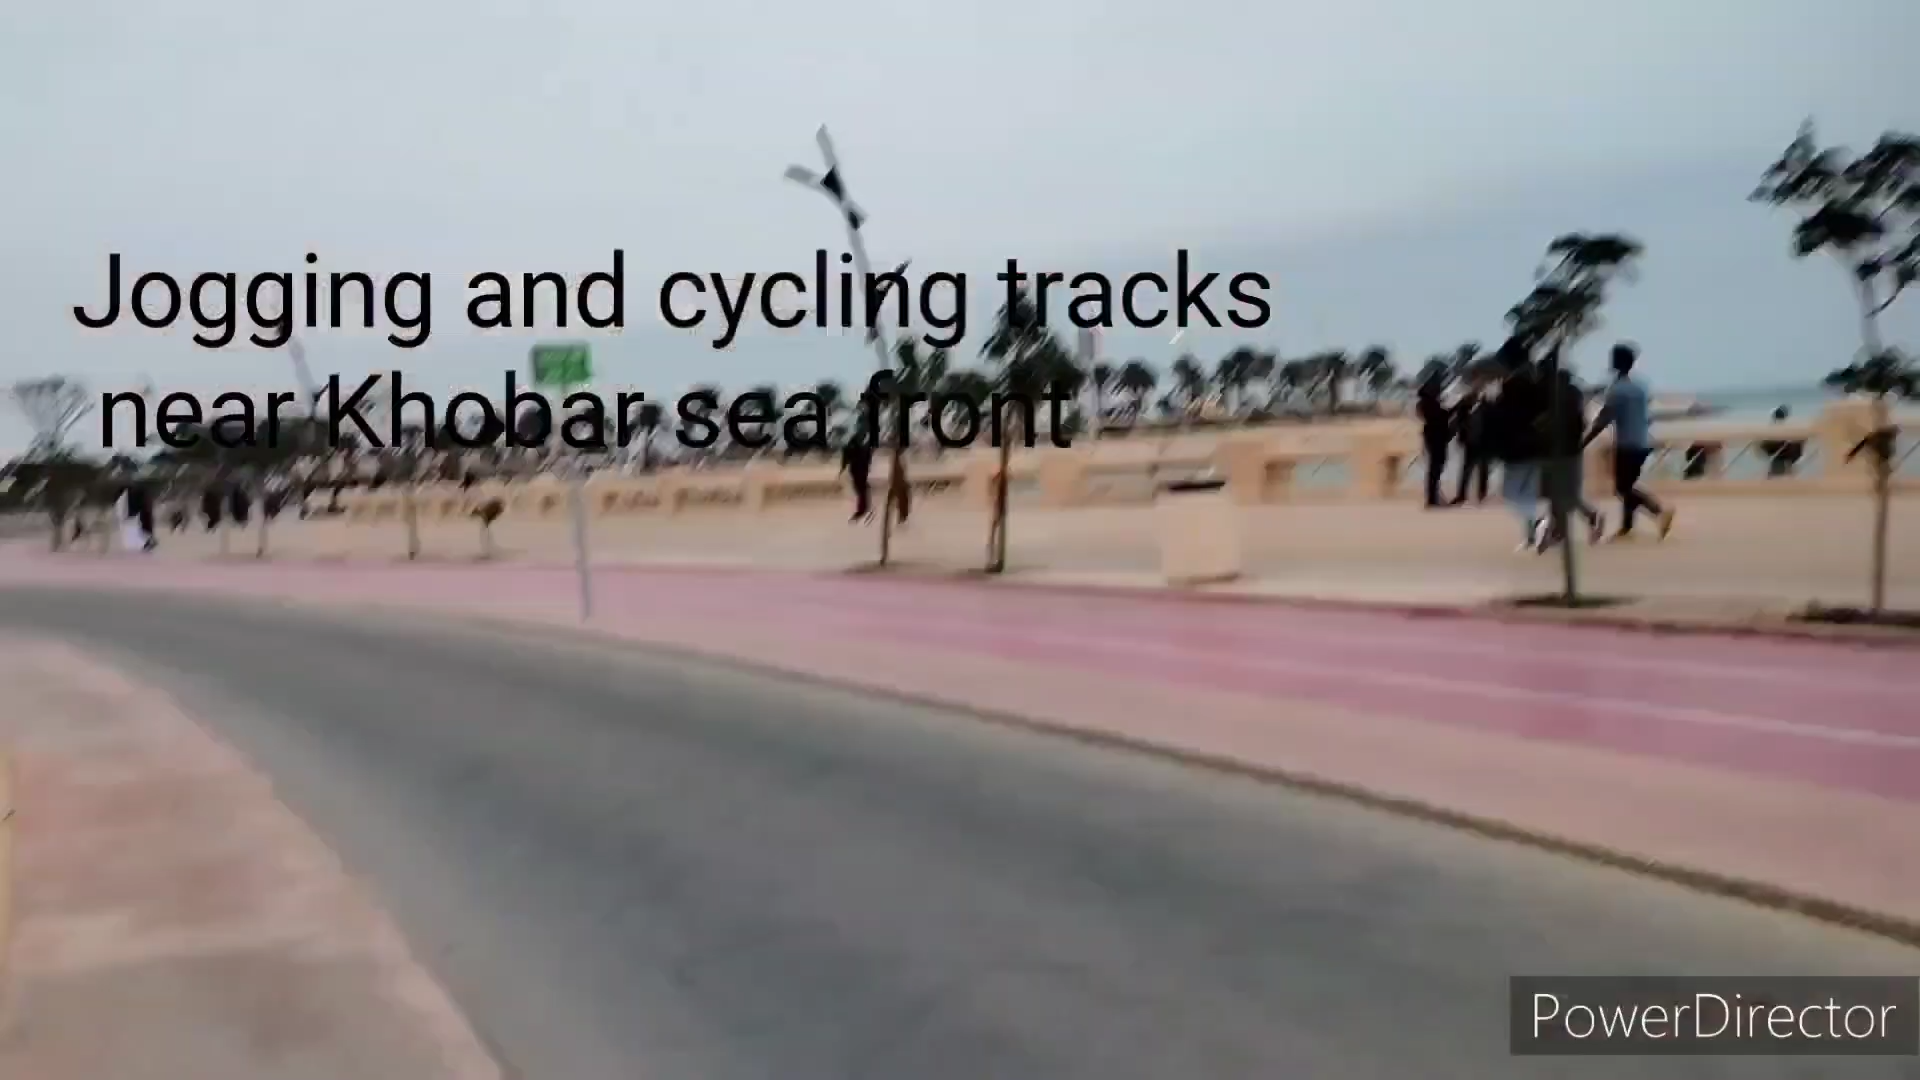 Jogging and cycling tracks
near Khobar sea front
PowerDirector